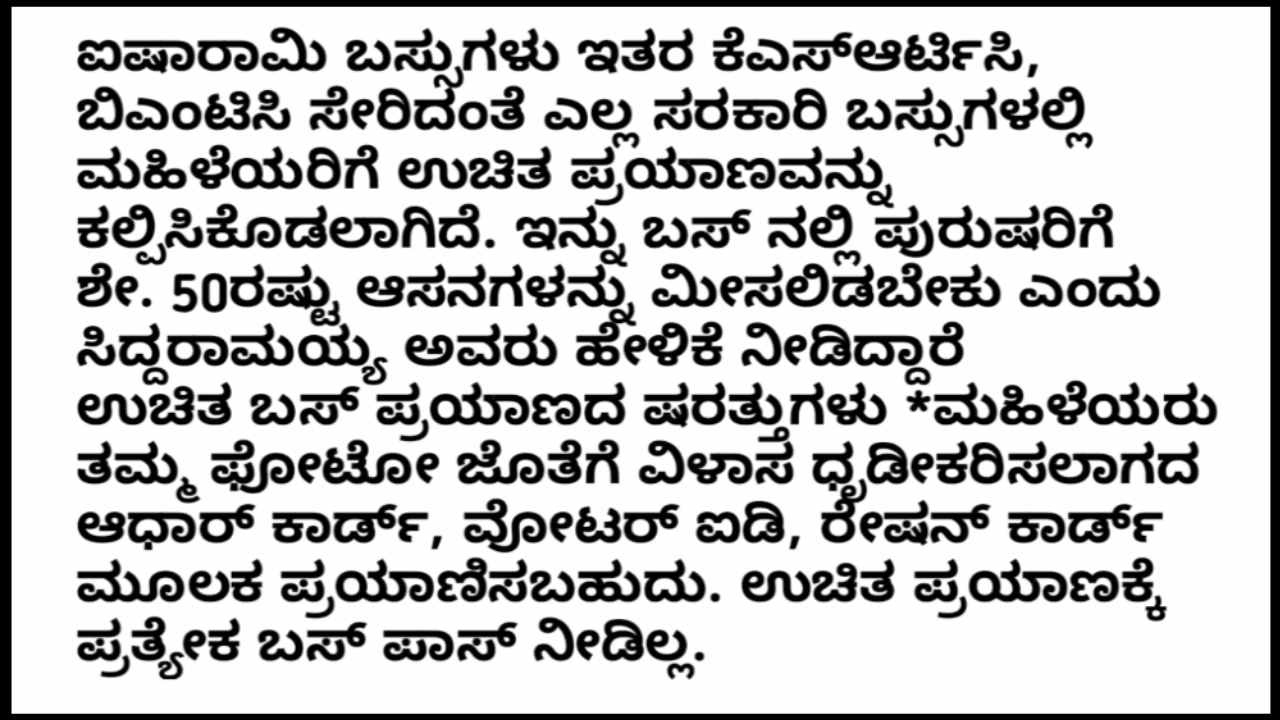 ಐಷಾರಾಮಿ ಬಸ್ಸುಗಳು ಇತರ ಕೆಎಸ್ಆರ್ಟಿಸಿ,
ಬಿಎಂಟಿಸಿ ಸೇರಿದಂತೆ ಎಲ್ಲ ಸರಕಾರಿ ಬಸ್ಸುಗಳಲ್ಲಿ
ಮಹಿಳೆಯರಿಗೆ ಉಚಿತ ಪ್ರಯಾಣವನ್ನು
ಕಲ್ಪಿಸಿಕೊಡಲಾಗಿದೆ. ಇನ್ನು ಬಸ್ ನಲ್ಲಿ ಪುರುಷರಿಗೆ
ಶೇ. 50ರಷ್ಟು ಆಸನಗಳನ್ನು ಮೀಸಲಿಡಬೇಕು ಎಂದು
ಸಿದ್ದರಾಮಯ್ಯ ಅವರು ಹೇಳಿಕೆ ನೀಡಿದ್ದಾರೆ
ಉಚಿತ ಬಸ್ ಪ್ರಯಾಣದ ಷರತ್ತುಗಳು *ಮಹಿಳೆಯರು
ತಮ್ಮ ಫೋಟೋ ಜೊತೆಗೆ ವಿಳಾಸ ಧೃಡೀಕರಿಸಲಾಗದ
ಆಧಾರ್ ಕಾರ್ಡ್, ವೋಟರ್ ಐಡಿ, ರೇಷನ್ ಕಾರ್ಡ್
ಮೂಲಕ ಪ್ರಯಾಣಿಸಬಹುದು. ಉಚಿತ ಪ್ರಯಾಣಕ್ಕೆ
ಪ್ರತ್ಯೇಕ ಬಸ್ ಪಾಸ್ ನೀಡಿಲ್ಲ.